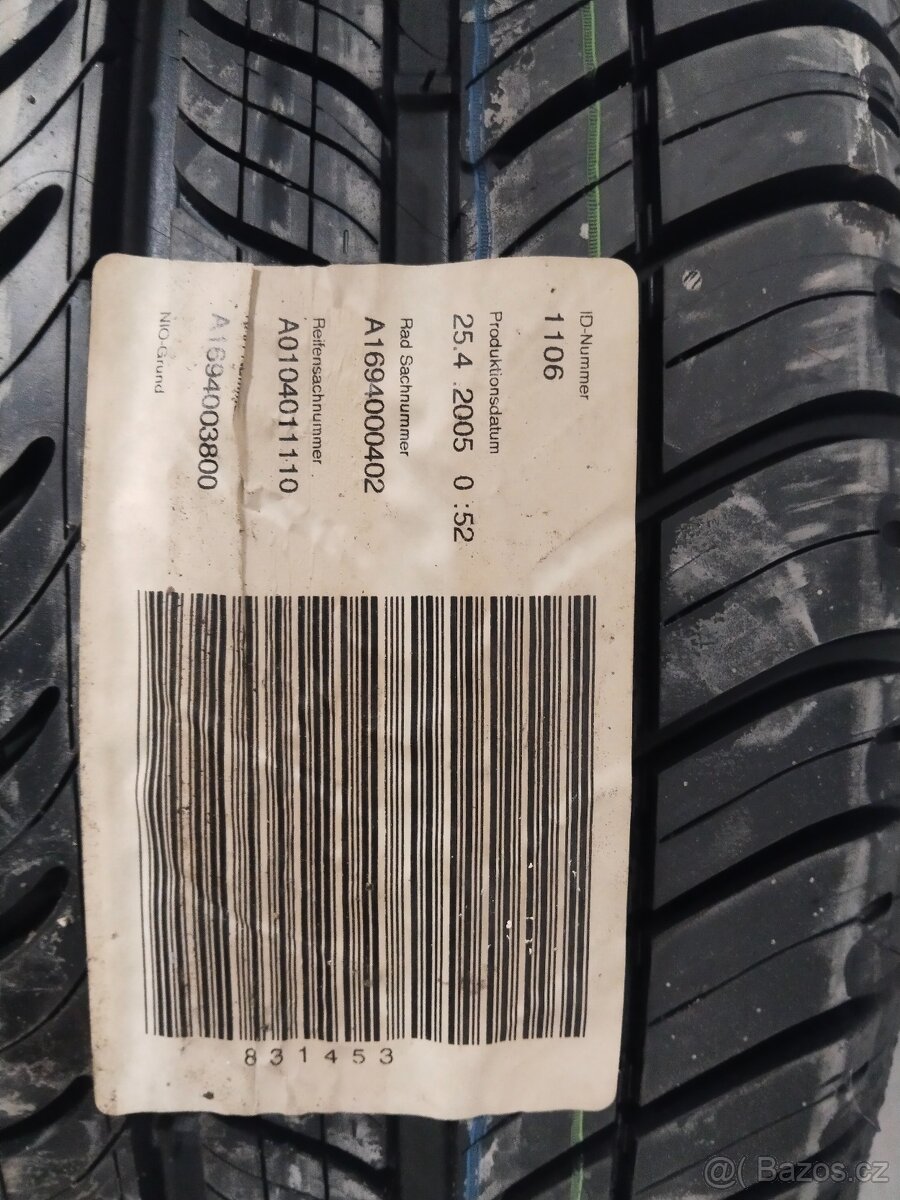 ID-Nummer
1106
Produktionsdatum
25.4 .2005 0 :52
Rad Sachnummer
A1694000402
Reifensachnummer
A0104011110
A1694003800
NIO-Grund
831453
@( Bazos.cz